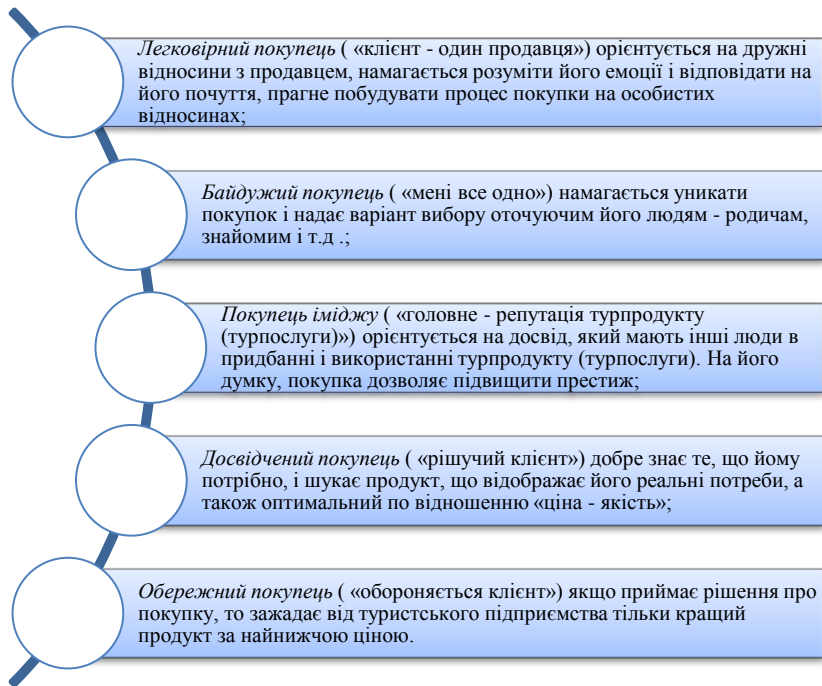 Легковірний покупець ( «клієнт - один продавця») орієнтується на дружні
відносини з продавцем, намагається розуміти його емоції і відповідати на
його почуття, прагне побудувати процес покупки на особистих
відносинах;
Байдужий покупець ( «мені все одно») намагається уникати
покупок і надає варіант вибору оточуючим його людям - родичам,
знайомим і т.д .;
Покупець іміджу ( «головне - репутація турпродукту
(турпослуги)») орієнтується на досвід, який мають інші люди в
придбанні і використанні турпродукту (турпослуги). На його
думку, покупка дозволяє підвищити престиж;
Досвідчений покупець ( «рішучий клієнт») добре знає те, що йому
потрібно, і шукає продукт, що відображає його реальні потреби, а
також оптимальний по відношенню «ціна - якість»;
Обережний покупець ( «обороняється клієнт») якщо приймає рішення про
покупку, то зажадає від туристського підприємства тільки кращий
продукт за найнижчою ціною.